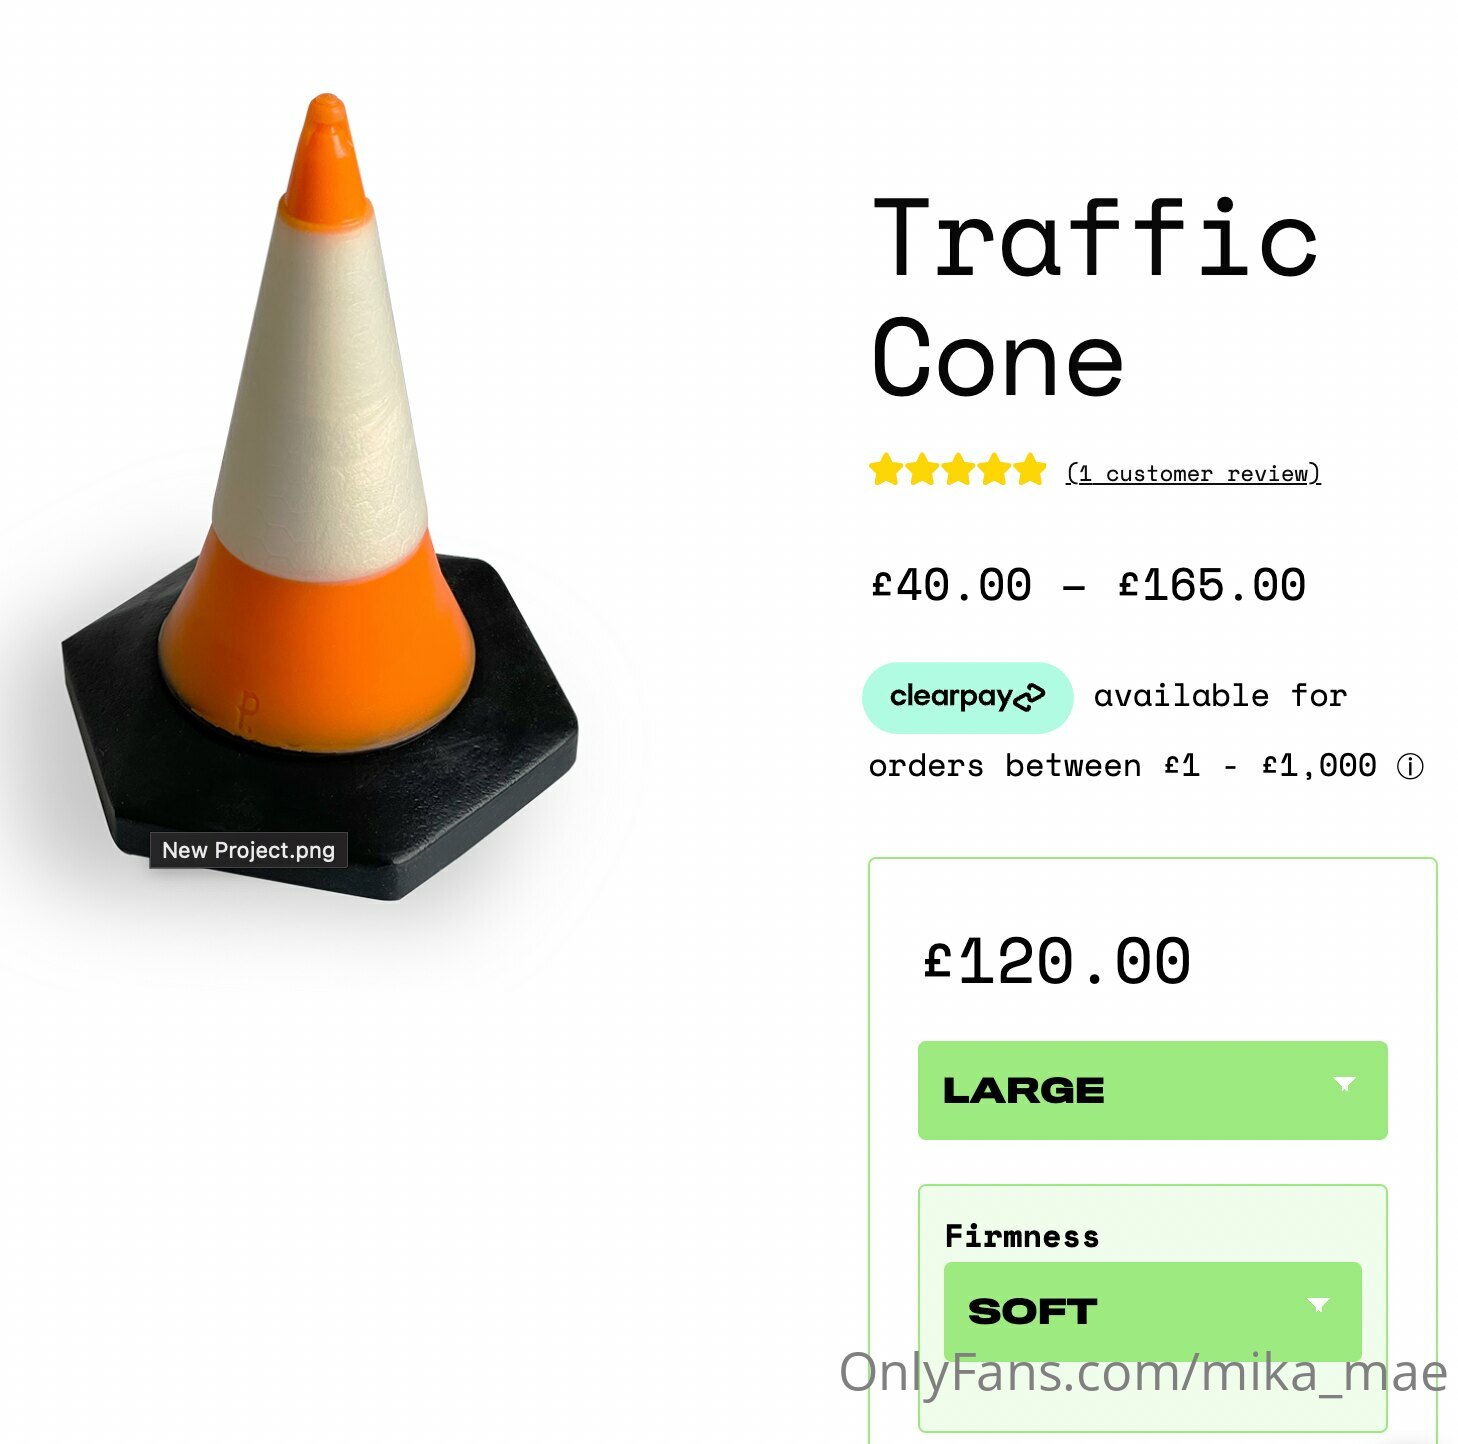 Traffic
Cone
(1 customer review)
£40.00 – £165.00
clearpay available for
orders between £1 - £1,000 ⓘ
£120.00
LARGE
Firmness
SOFT
New Project.png
P
OnlyFans.com/mika_mae